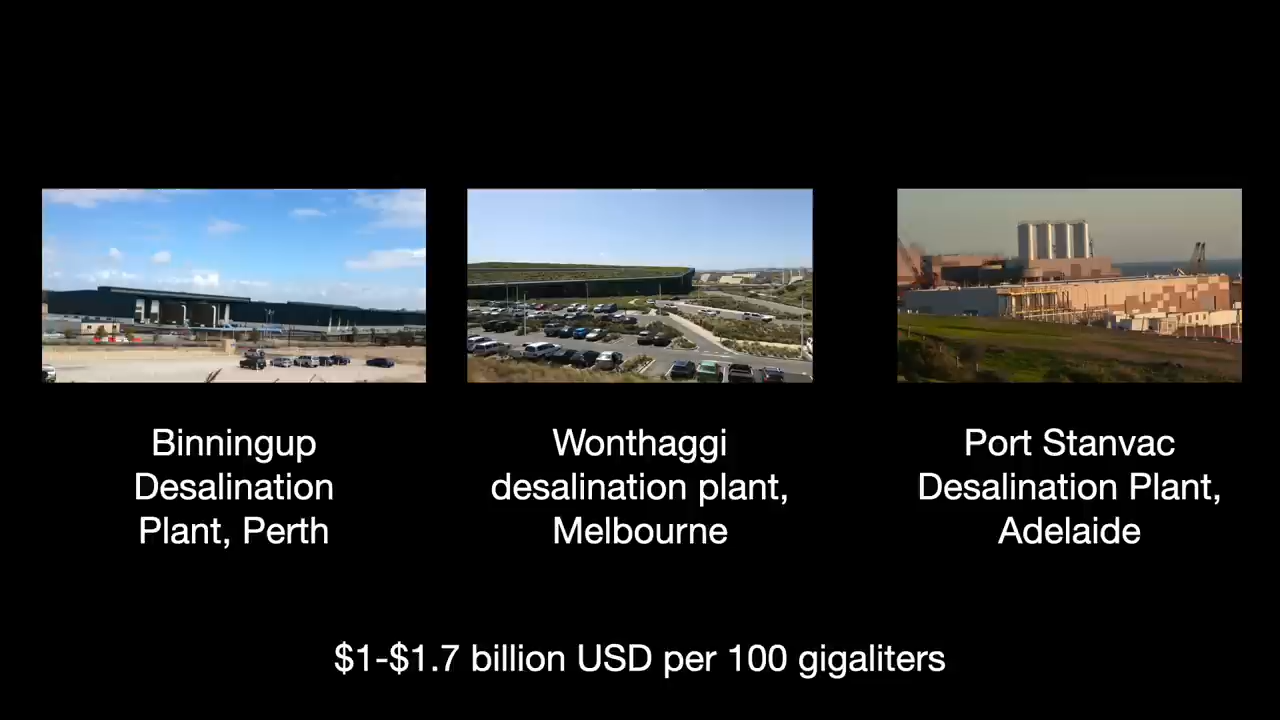 Binningup
Desalination
Plant, Perth
Wonthaggi
desalination plant,
Melbourne
Port Stanvac
Desalination Plant,
Adelaide
$1-$1.7 billion USD per 100 gigaliters